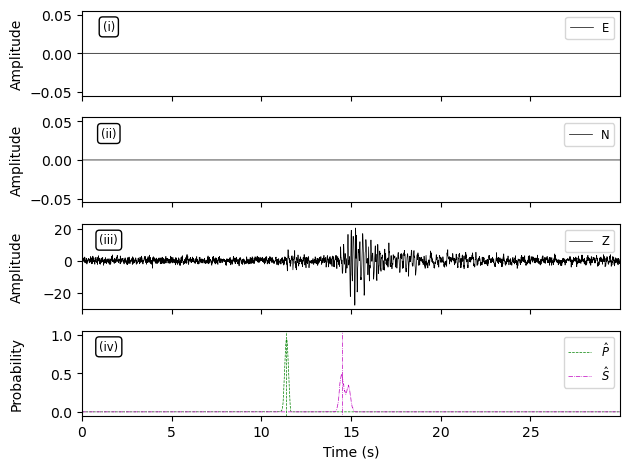 0.05
(i)
E
0.00
−0.05
Amplitude
0.05
(ii)
N
0.00
−0.05
Amplitude
20
(iii)
Z
0
−20
Amplitude
1.0
(iv)
P̂
0.5
Ŝ
0.0
Probability
0 5 10 15 20 25
Time (s)